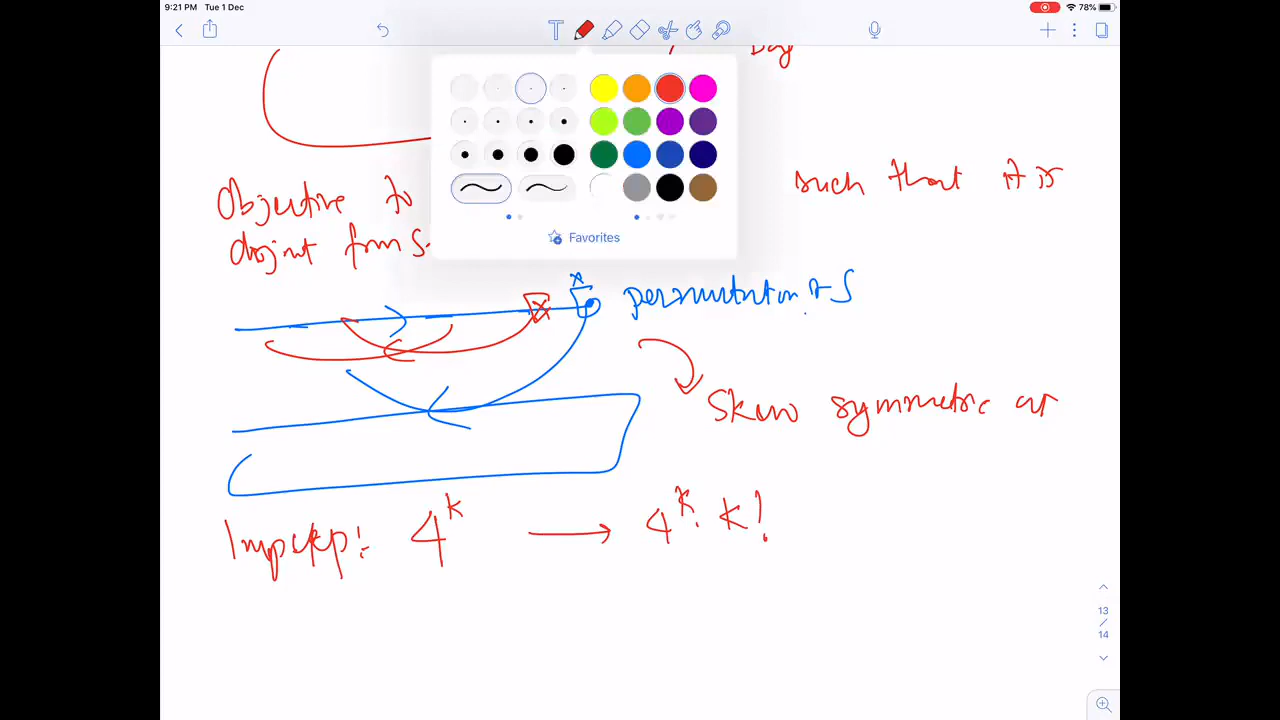 9:21 PM Tue 1 Dec
78%
T
Objective to such that it is
disjoint from S
x
x
permutation of S
Skew symmetric
4^k → 4^k. k!
Favorites
13
/
14